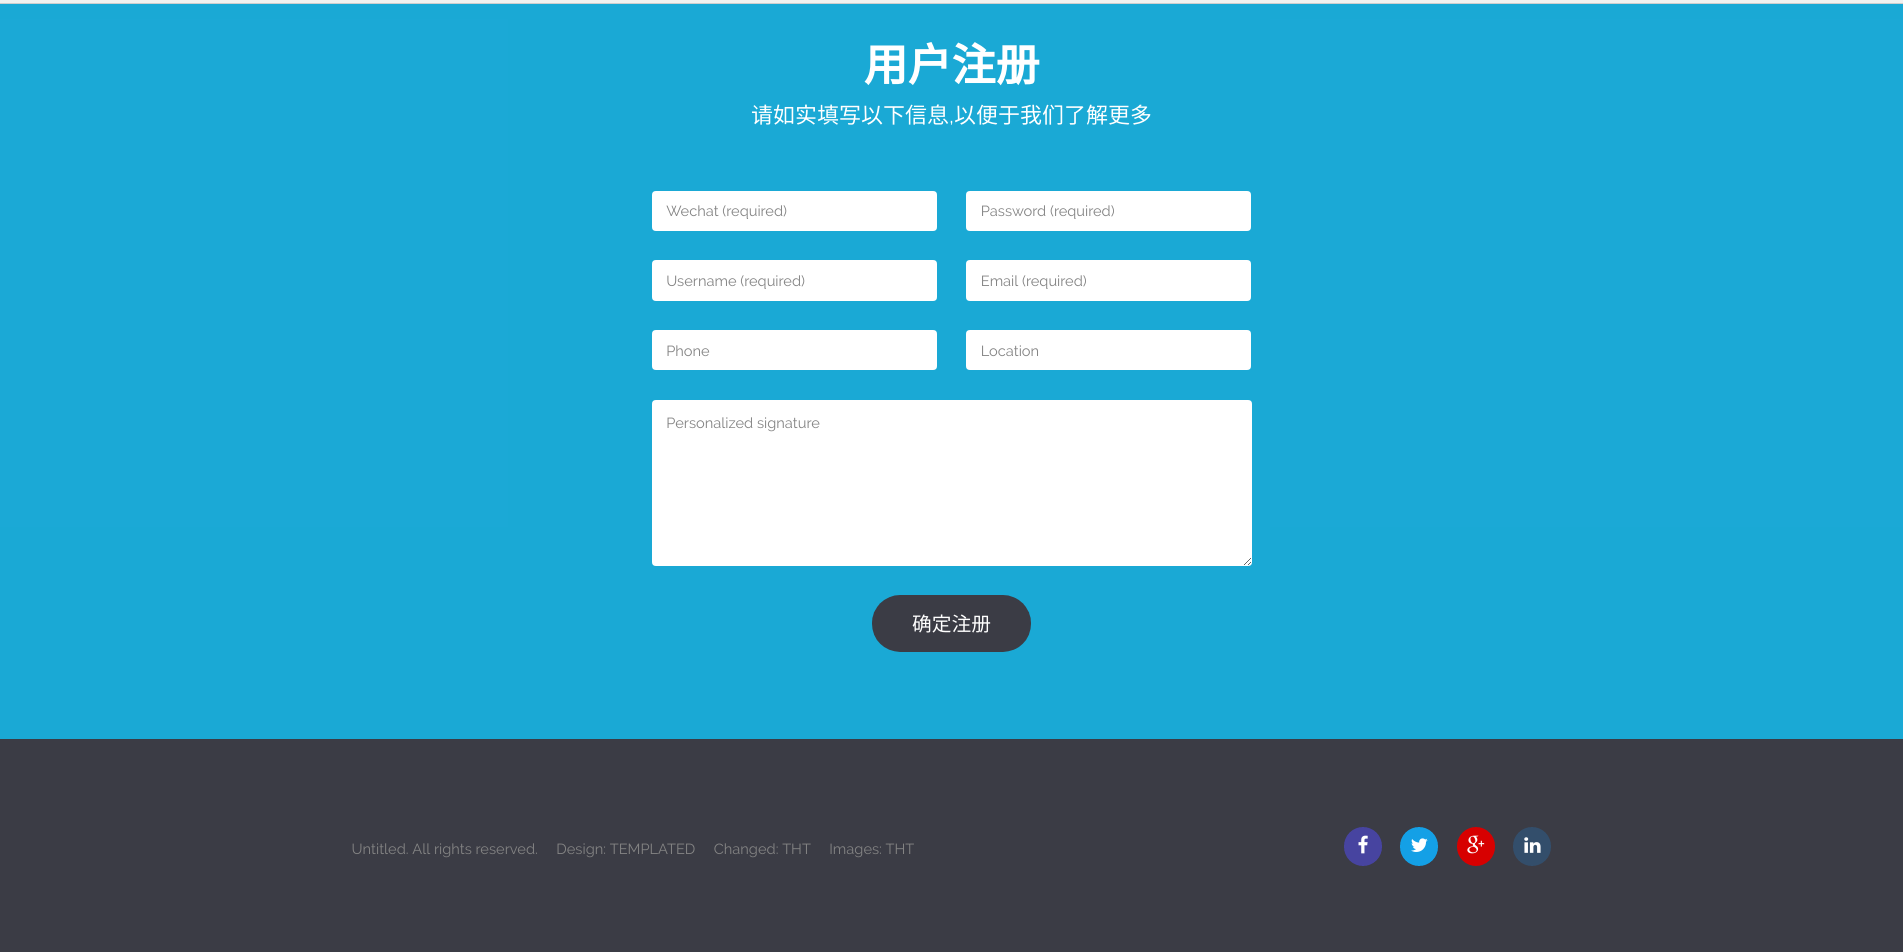 用户注册
请如实填写以下信息,以便于我们了解更多
Wechat (required)
Password (required)
Username (required)
Email (required)
Phone
Location
Personalized signature
确定注册
Untitled. All rights reserved. Design: TEMPLATED Changed: THT Images: THT